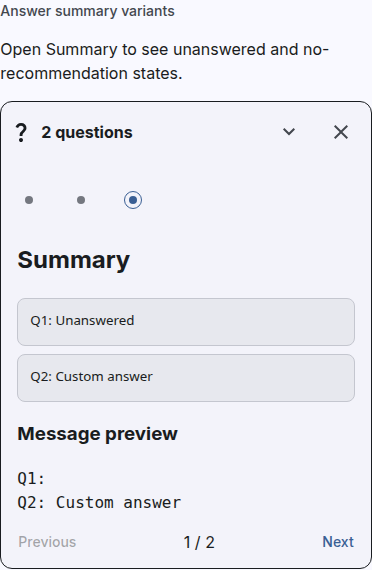 Answer summary variants
Open Summary to see unanswered and no-
recommendation states.
? 2 questions
Summary
Q1: Unanswered
Q2: Custom answer
Message preview
Q1:
Q2: Custom answer
Previous 1 / 2 Next